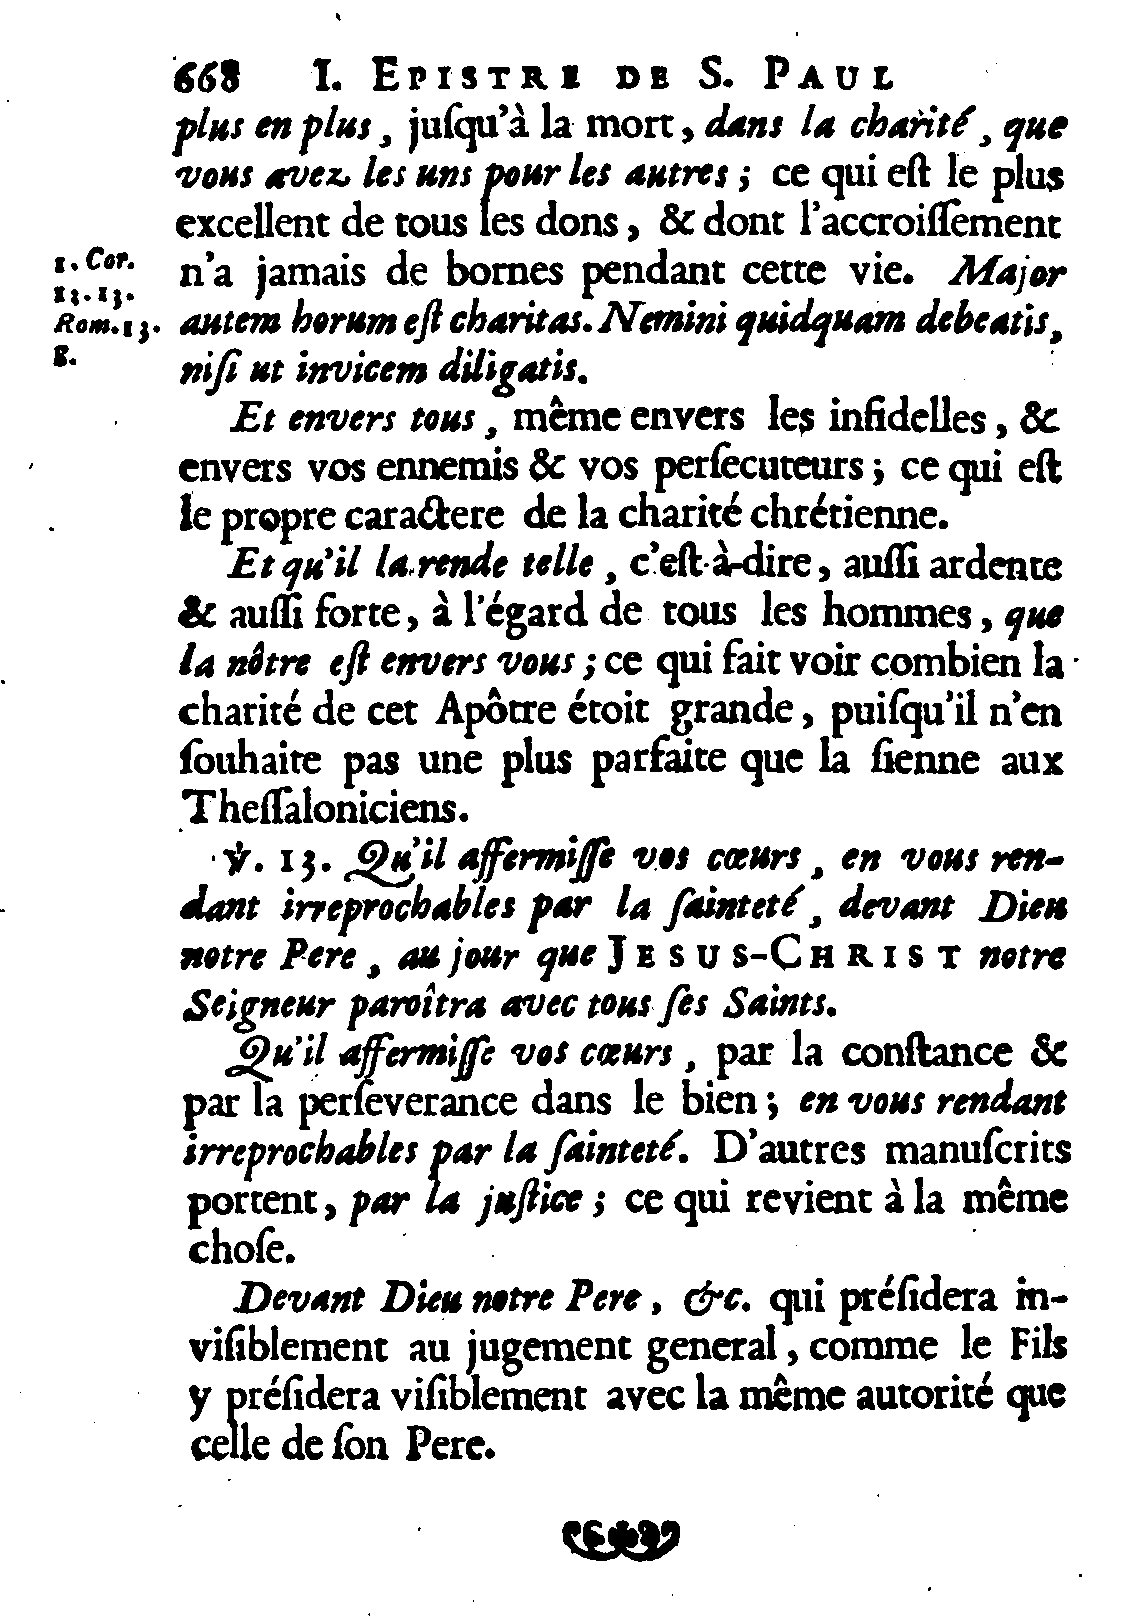 668 I. EPISTRE DE S. PAUL
plus en plus, juſqu'à la mort, dans la charité, que
vous avez les uns pour les autres; ce qui eſt le plus
excellent de tous les dons, & dont l'accroiſſement
n'a jamais de bornes pendant cette vie. Major
autem horum eſt charitas. Nemini quidquam debeatis,
niſi ut invicem diligatis.
1. Cor.
13. 13.
Rom. 13.
8.
Et envers tous, même envers les infidelles, &
envers vos ennemis & vos perſecuteurs; ce qui eſt
le propre caractere de la charité chrétienne.
Et qu'il la rende telle, c'eſt-à-dire, auſſi ardente
& auſſi forte, à l'égard de tous les hommes, que
la nôtre eſt envers vous; ce qui fait voir combien la
charité de cet Apôtre étoit grande, puiſqu'il n'en
ſouhaite pas une plus parfaite que la ſienne aux
Theſſaloniciens.
℣. 13. Qu'il affermiſſe vos cœurs, en vous ren-
dant irreprochables par la ſainteté, devant Dieu
notre Pere, au jour que JESUS-CHRIST notre
Seigneur paroîtra avec tous ſes Saints.
Qu'il affermiſſe vos cœurs, par la conſtance &
par la perſeverance dans le bien; en vous rendant
irreprochables par la ſainteté. D'autres manuſcrits
portent, par la juſtice; ce qui revient à la même
choſe.
Devant Dieu notre Pere, &c. qui préſidera in-
viſiblement au jugement general, comme le Fils
y préſidera viſiblement avec la même autorité que
celle de ſon Pere.